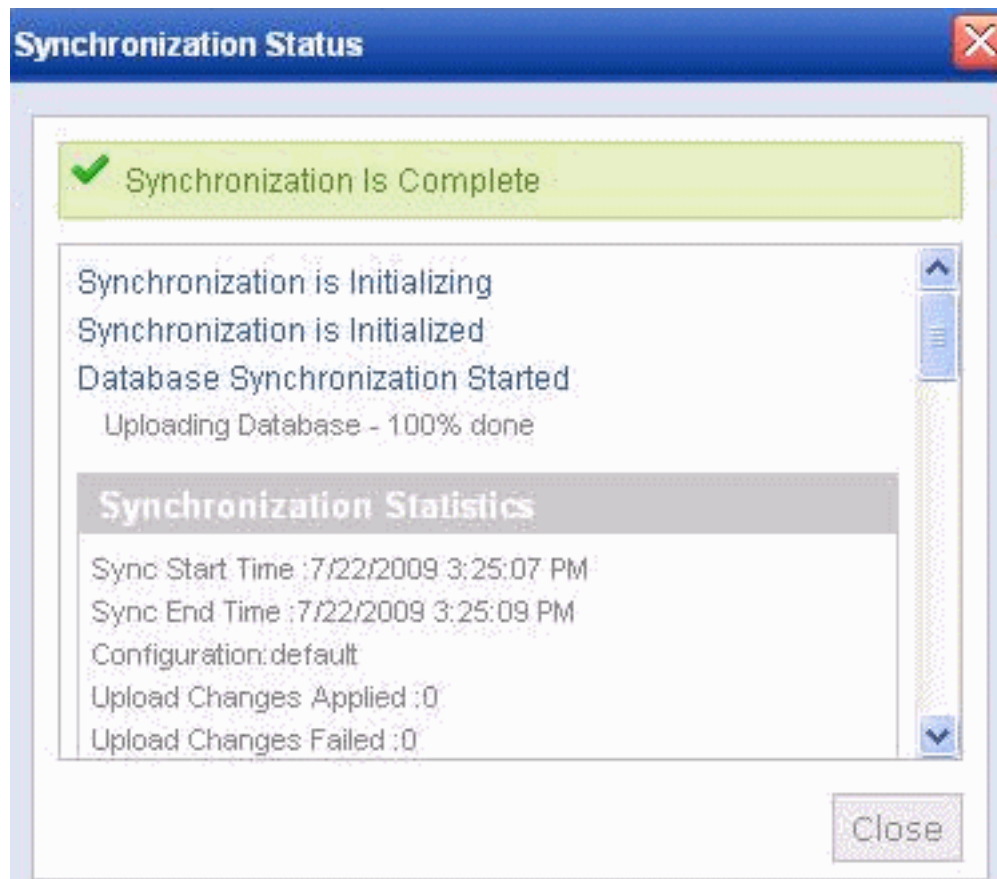 Synchronization Status
Synchronization Is Complete
Synchronization is Initializing
Synchronization is Initialized
Database Synchronization Started
Uploading Database - 100% done
Synchronization Statistics
Sync Start Time :7/22/2009 3:25:07 PM
Sync End Time :7/22/2009 3:25:09 PM
Configuration:default
Upload Changes Applied :0
Upload Changes Failed :0
Close